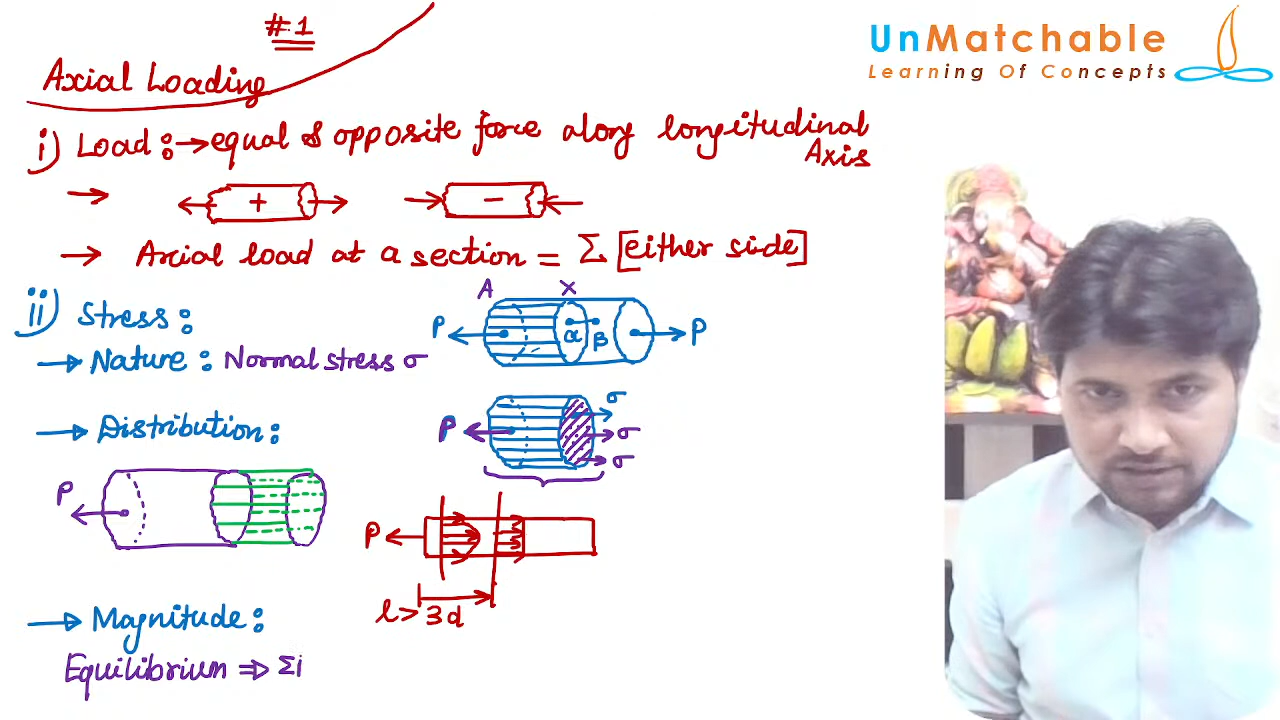 #1
UnMatchable
Learning Of Concepts
Axial Loading
i) Load :→ equal & opposite force along longitudinal
Axis
→ + −
→ Axial load at a section = Σ [either side]
ii) Stress :
A X
P α β P
→ Nature : Normal stress σ
σ
→ Distribution :
P σ
σ
P
P
l > 3d
→ Magnitude :
Equilibrium ⇒ Σi